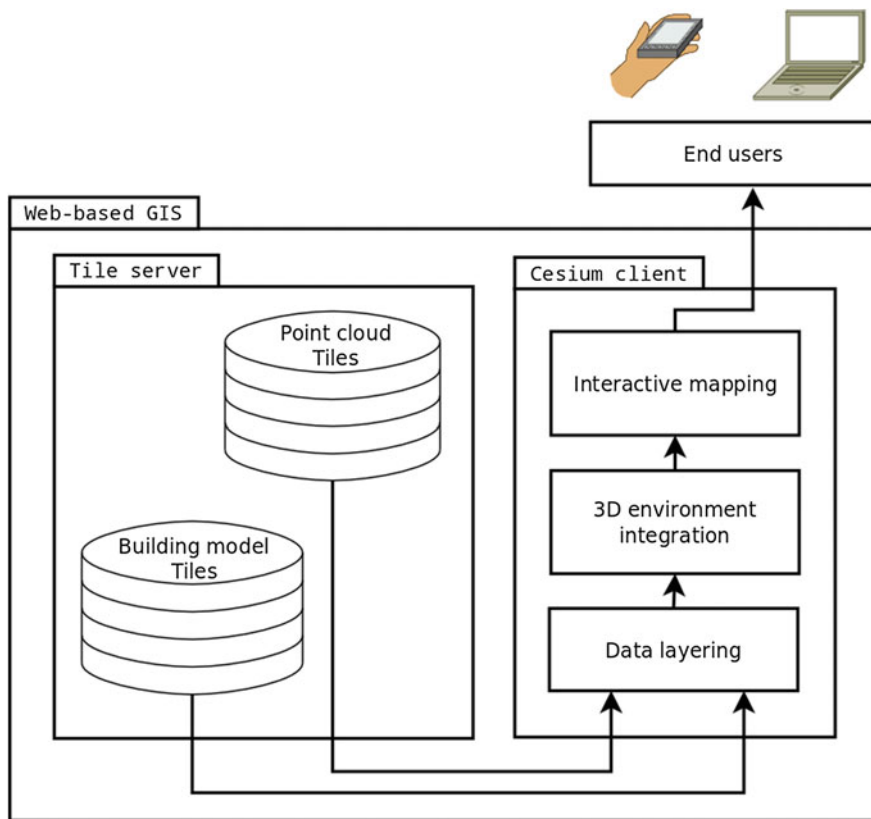 End users
Web-based GIS
Tile server
Cesium client
Point cloud
Tiles
Interactive mapping
3D environment
integration
Building model
Tiles
Data layering